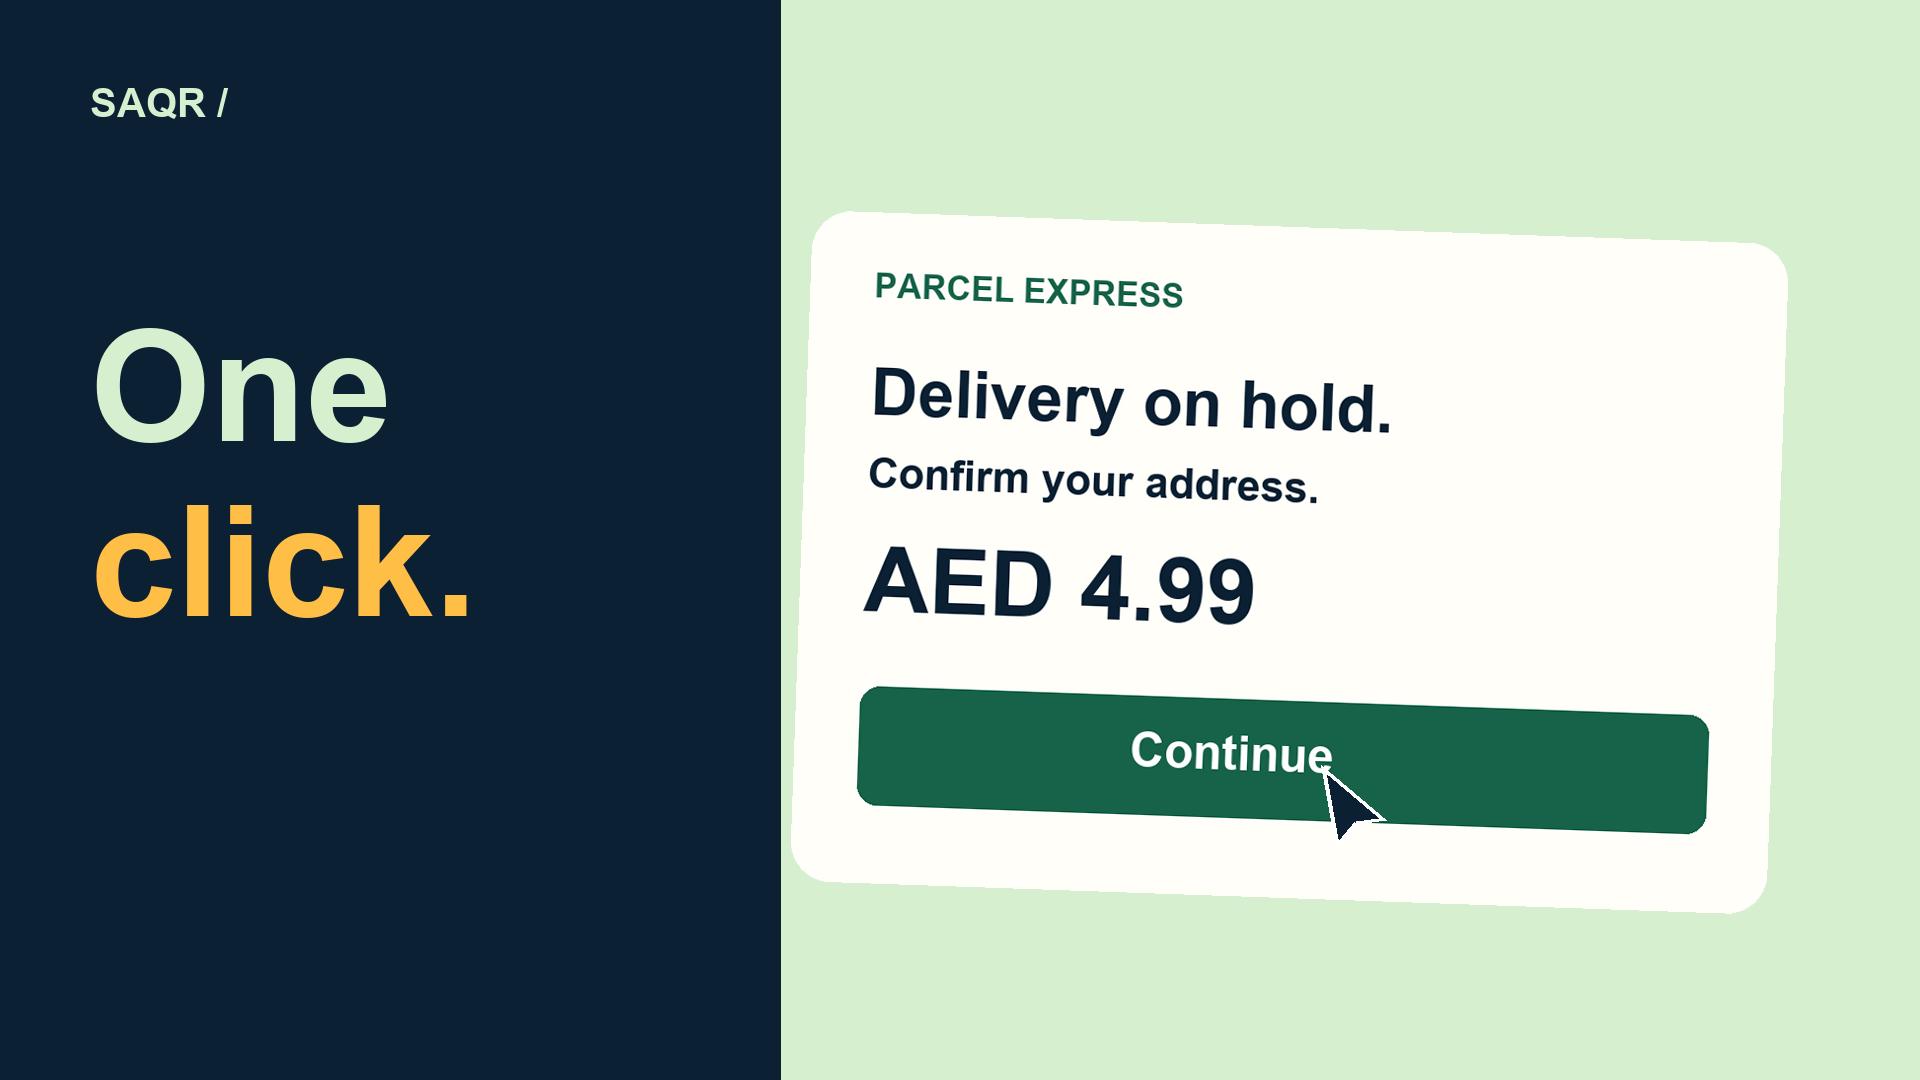 SAQR /
One
click.
PARCEL EXPRESS
Delivery on hold.
Confirm your address.
AED 4.99
Continue